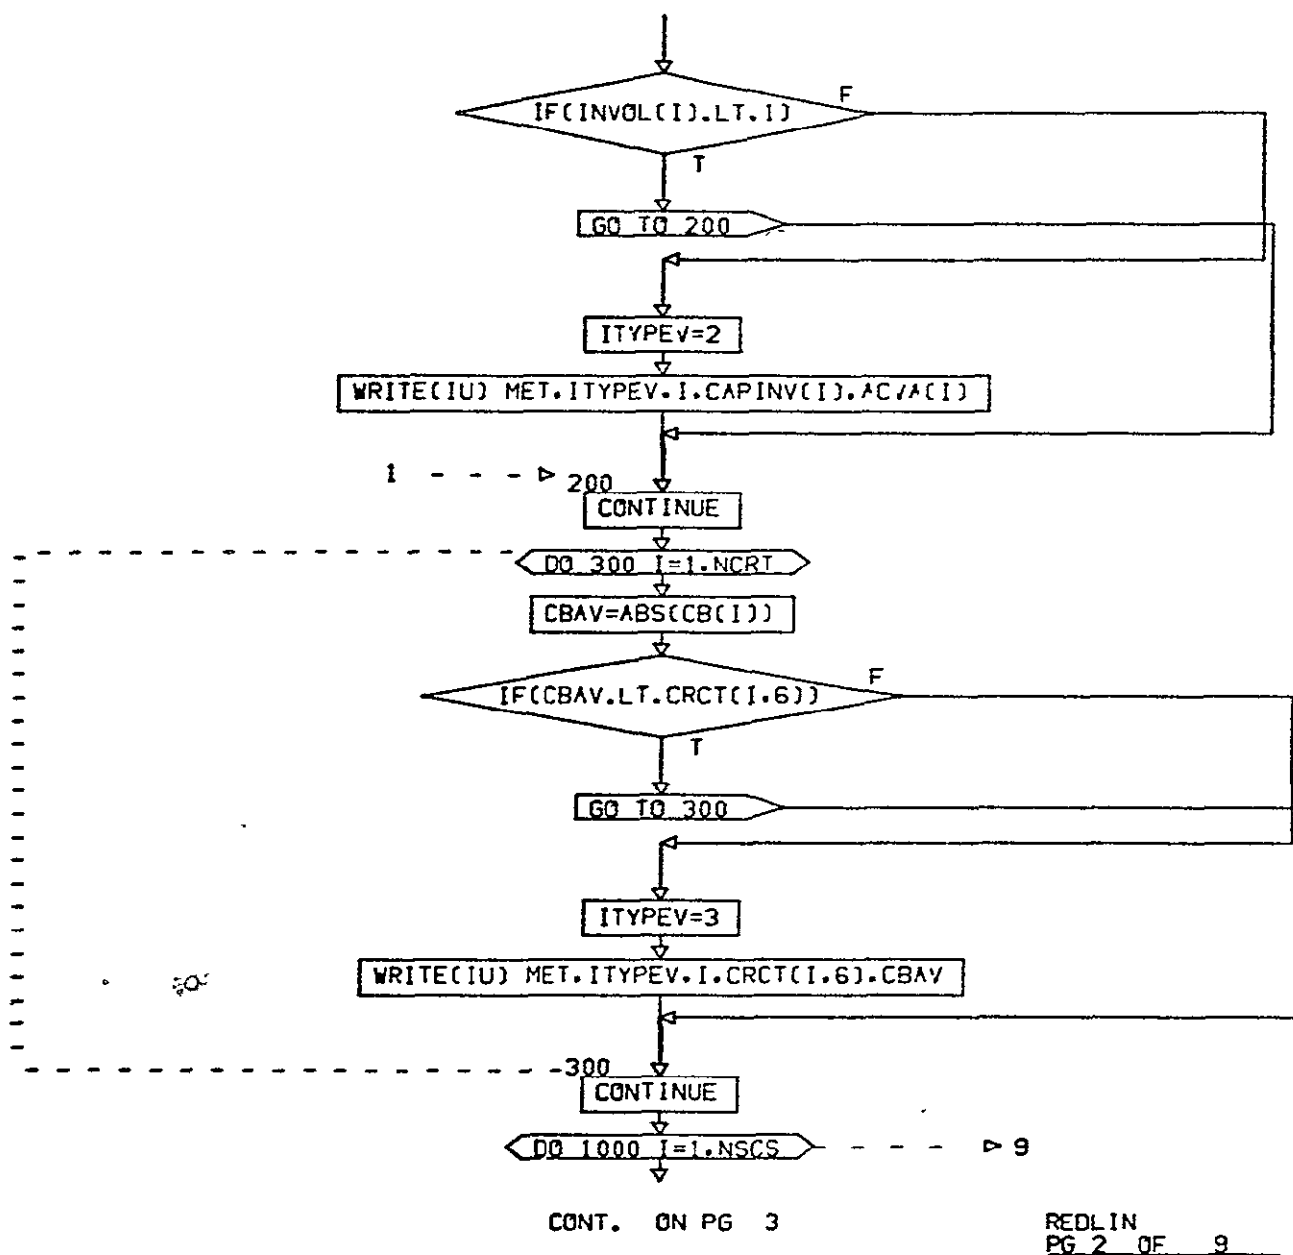 IF(INVOL(I).LT.1)
F
T
GO TO 200
ITYPEV=2
WRITE(IU) MET.ITYPEV.I.CAPINV(I).ACVA(I)
1
200
CONTINUE
DO 300 I=1.NCRT
CBAV=ABS(CB(I))
F
IF(CBAV.LT.CRCT(I.6))
T
GO TO 300
ITYPEV=3
WRITE(IU) MET.ITYPEV.I.CRCT(I.6).CBAV
300
CONTINUE
DO 1000 I=1.NSCS
9
CONT. ON PG 3
REDLIN
PG 2 OF 9